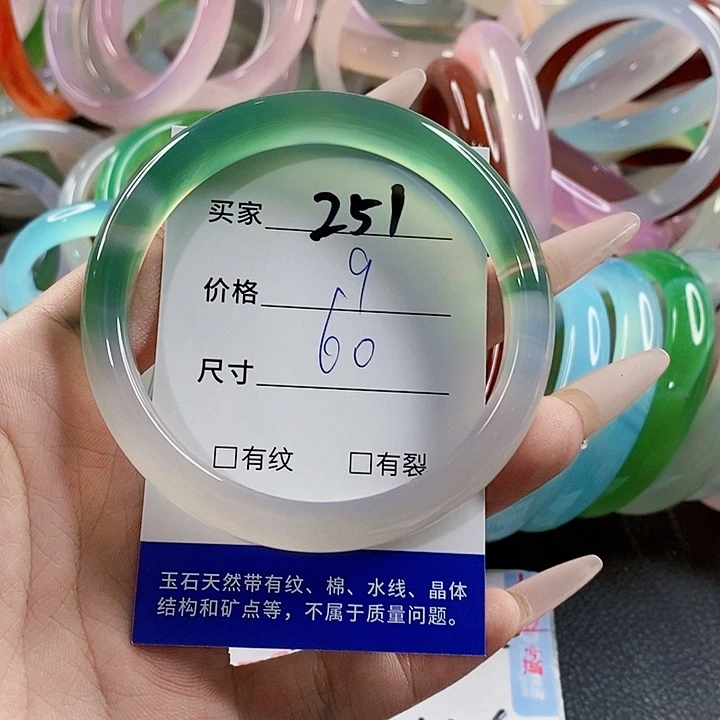 买家 251
价格 9
尺寸 60
□有纹 □有裂
玉石天然带有纹、棉、水线、晶体
结构和矿点等，不属于质量问题。